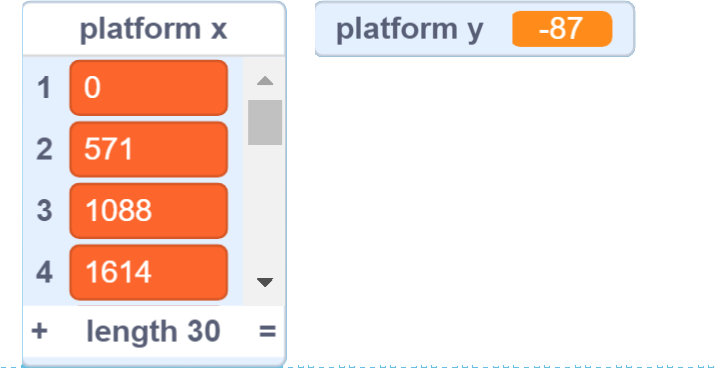 platform x
1 0
2 571
3 1088
4 1614
+ length 30 =
platform y -87